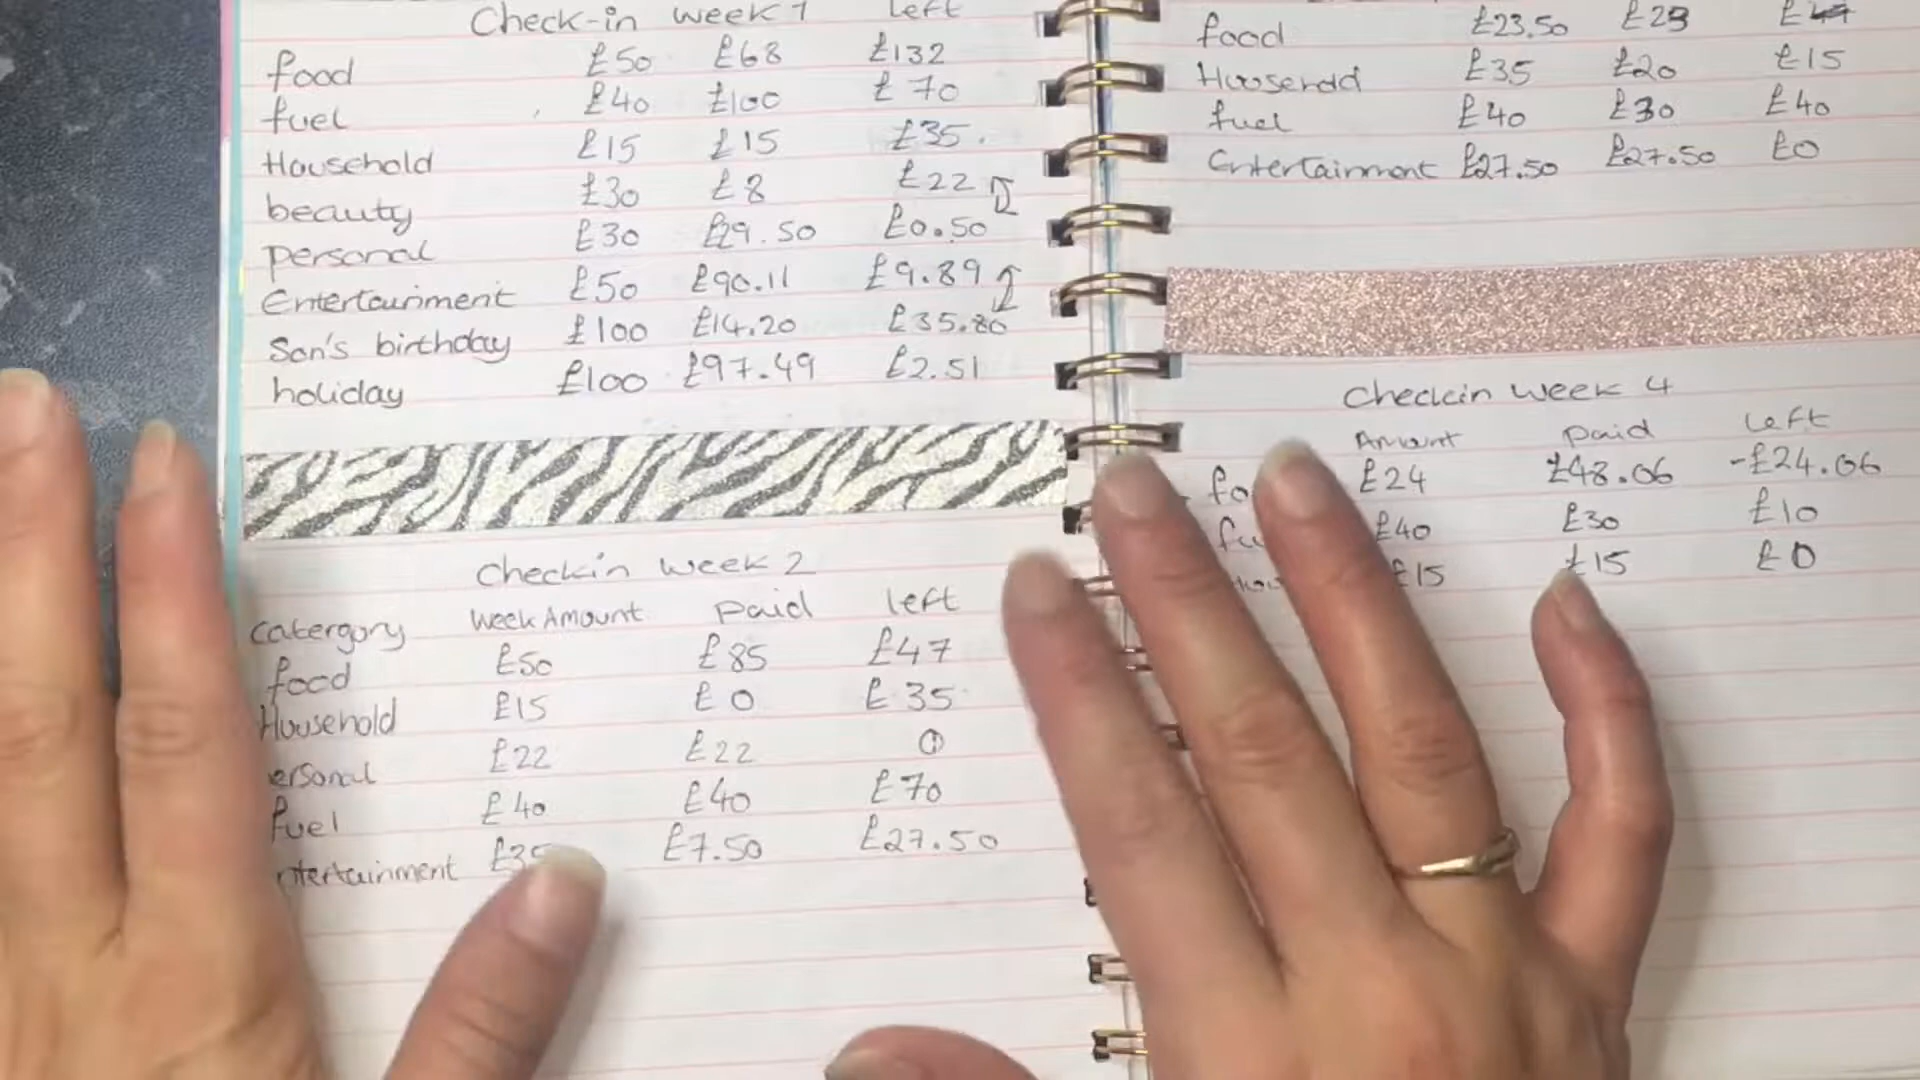 Check-in week 1 left
food £50 £68 £132
fuel £40 £100 £70
Household £15 £15 £35.
beauty £30 £8 £22
personal £30 £29.50 £0.50
Entertainment £50 £90.11 £9.89
Son's birthday £100 £14.20 £35.80
holiday £100 £97.49 £2.51
Checkin week 2
Catergory Week Amount paid left
food £50 £85 £47
Household £15 £0 £35
ersonal £22 £22 0
fuel £40 £40 £70
ntertainment £35 £7.50 £27.50
food £23.50
Household £35 £20 £15
fuel £40 £30 £40
Entertainment £27.50 £27.50 £0
Checkin week 4
Amount paid left
fo £24 £48.06 -£24.06
fu £40 £30 £10
hou £15 £15 £0